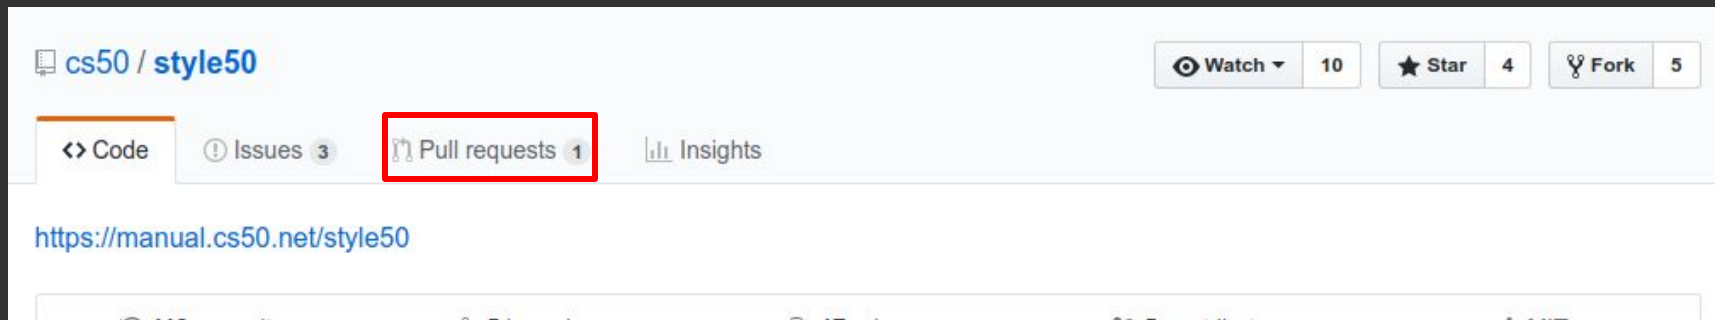 cs50 / style50
Watch 10 Star 4 Fork 5
<> Code Issues 3 Pull requests 1 Insights
https://manual.cs50.net/style50